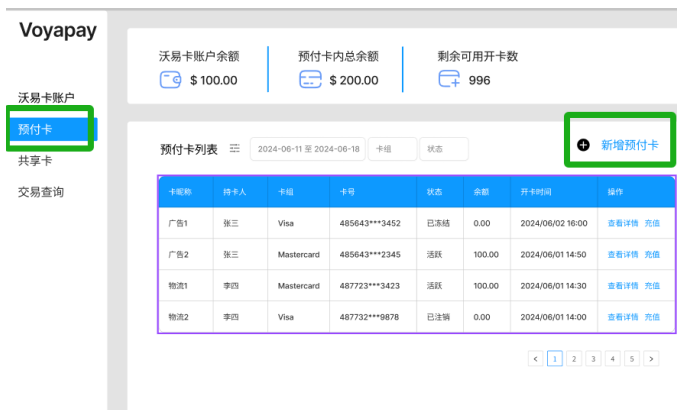 Voyapay
沃易卡账户
预付卡
共享卡
交易查询
沃易卡账户余额 预付卡内总余额 剩余可用开卡数
$ 100.00 $ 200.00 996
预付卡列表 2024-06-11 至 2024-06-18 卡组 状态 新增预付卡
卡昵称 持卡人 卡组 卡号 状态 余额 开卡时间 操作
广告1 张三 Visa 485643***3452 已冻结 0.00 2024/06/02 16:00 查看详情 充值
广告2 张三 Mastercard 485643***2345 活跃 100.00 2024/06/01 14:50 查看详情 充值
物流1 李四 Mastercard 487723***3423 活跃 100.00 2024/06/01 14:30 查看详情 充值
物流2 李四 Visa 487732***9878 已注销 0.00 2024/06/01 14:00 查看详情 充值
< 1 2 3 4 5 >